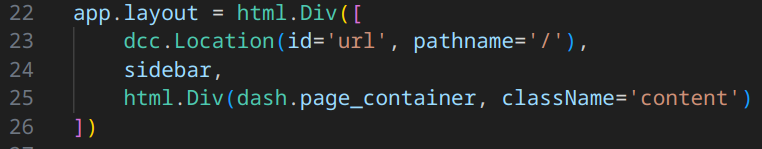 22 app.layout = html.Div([
23     dcc.Location(id='url', pathname='/'),
24     sidebar,
25     html.Div(dash.page_container, className='content')
26 ])